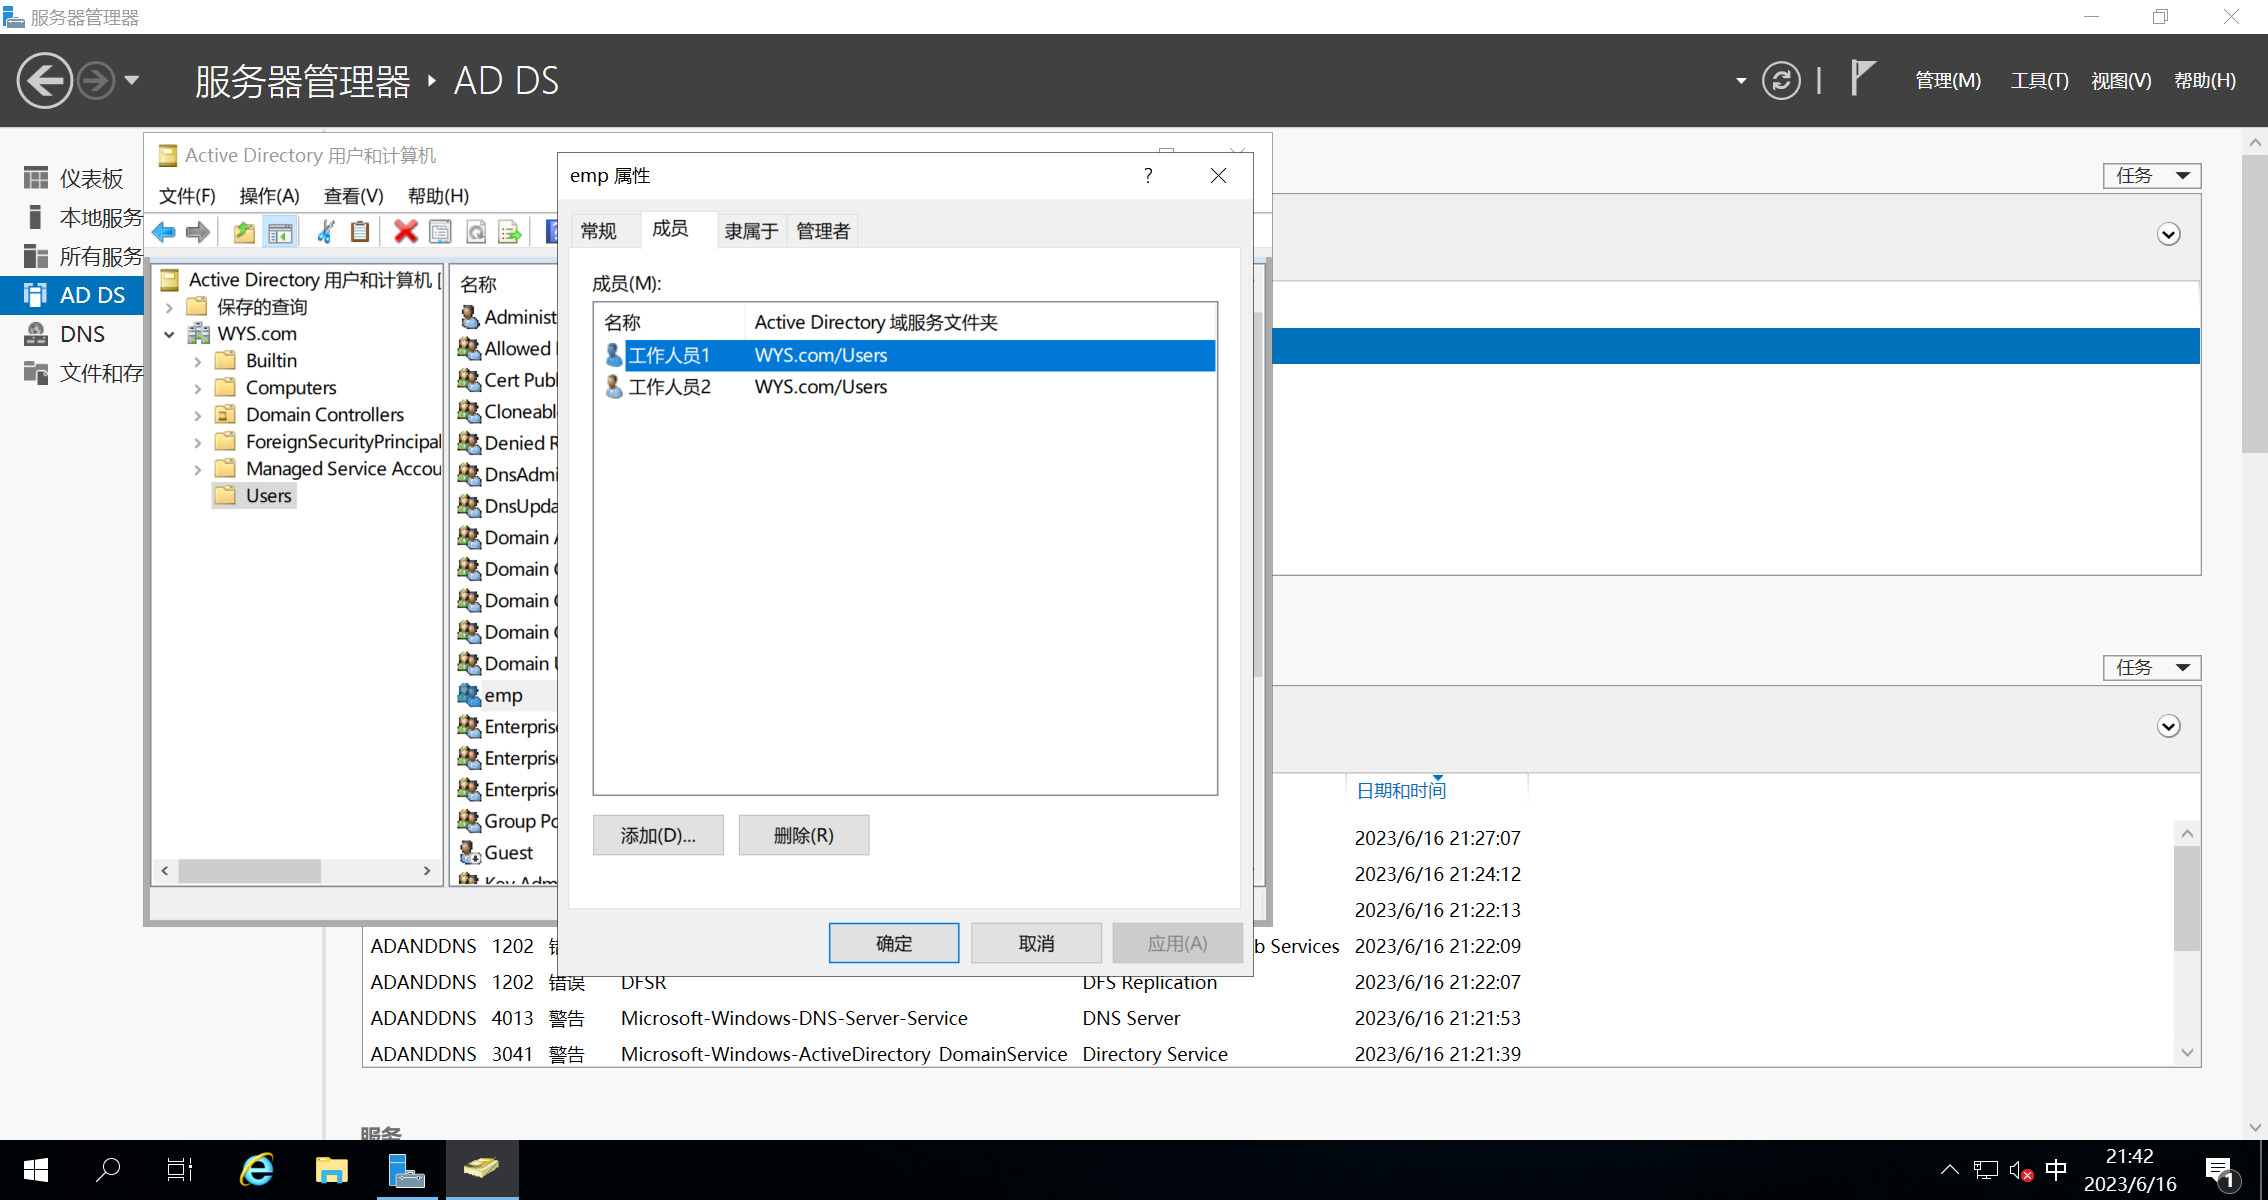 服务器管理器
服务器管理器 AD DS
管理(M) 工具(T) 视图(V) 帮助(H)
仪表板
本地服务
所有服务
AD DS
DNS
文件和存
Active Directory 用户和计算机
文件(F) 操作(A) 查看(V) 帮助(H)
Active Directory 用户和计算机 [
保存的查询
WYS.com
Builtin
Computers
Domain Controllers
ForeignSecurityPrincipal
Managed Service Accou
Users
名称
Administ
Allowed
Cert Publ
Cloneabl
Denied R
DnsAdmi
DnsUpda
Domain A
Domain C
Domain C
Domain C
Domain U
emp
Enterprise
Enterprise
Enterprise
Group Po
Guest
Key Adm
emp 属性
?
常规 成员 隶属于 管理者
成员(M):
名称 Active Directory 域服务文件夹
工作人员1 WYS.com/Users
工作人员2 WYS.com/Users
添加(D)... 删除(R)
确定 取消 应用(A)
任务
任务
日期和时间
2023/6/16 21:27:07
2023/6/16 21:24:12
2023/6/16 21:22:13
ADANDDNS 1202 错 b Services 2023/6/16 21:22:09
ADANDDNS 1202 错误 DFSR DFS Replication 2023/6/16 21:22:07
ADANDDNS 4013 警告 Microsoft-Windows-DNS-Server-Service DNS Server 2023/6/16 21:21:53
ADANDDNS 3041 警告 Microsoft-Windows-ActiveDirectory_DomainService Directory Service 2023/6/16 21:21:39
服务
中
21:42
2023/6/16
1